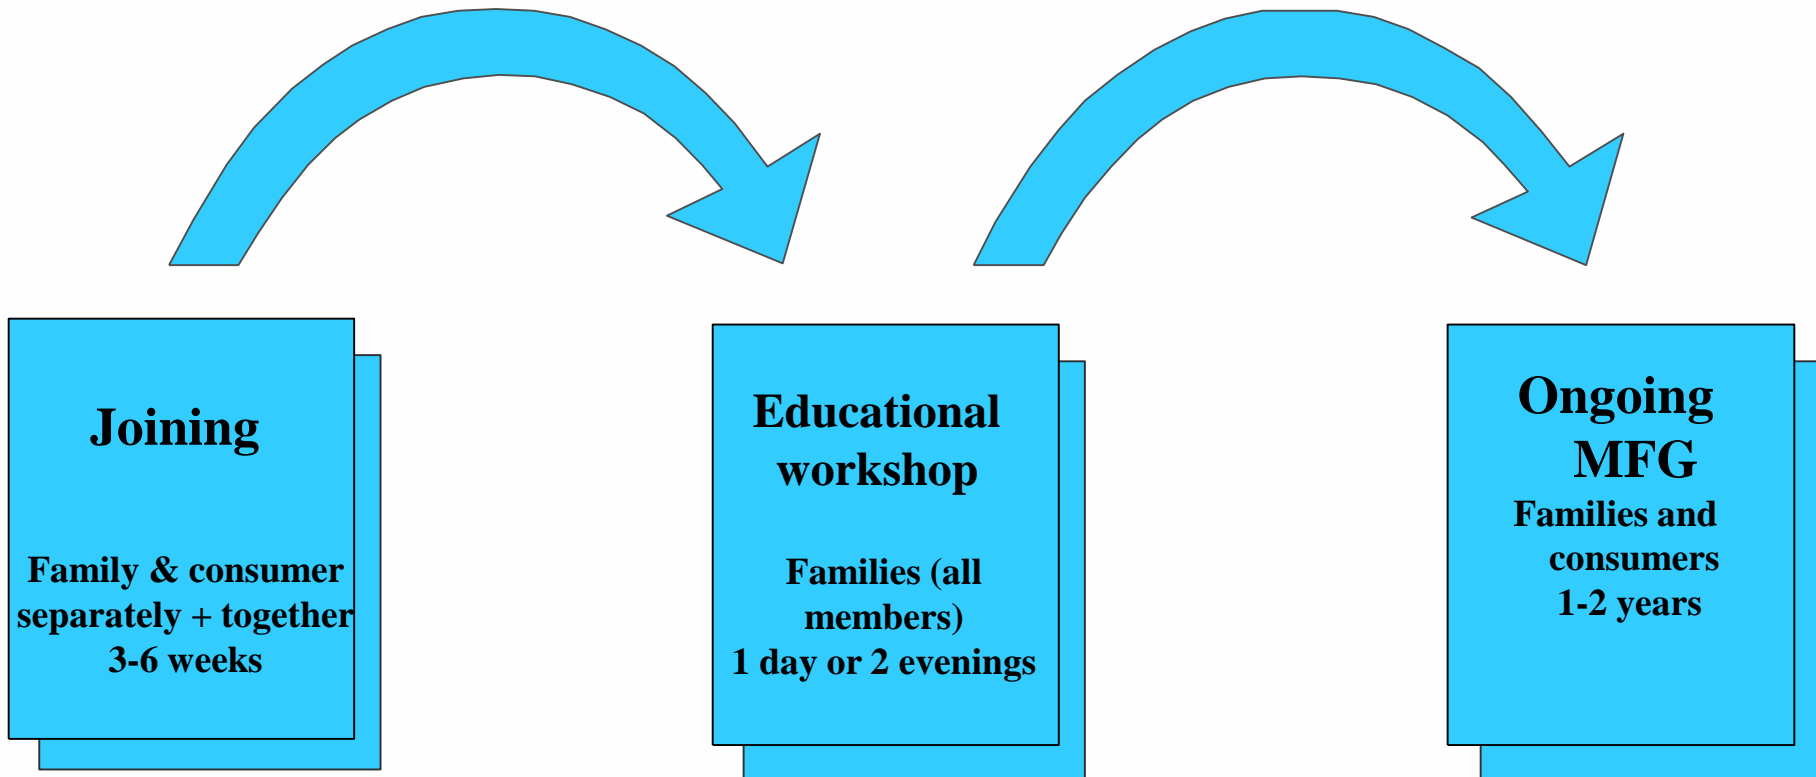 Joining
Family & consumer
separately + together
3-6 weeks
Educational
workshop
Families (all
members)
1 day or 2 evenings
Ongoing
MFG
Families and
consumers
1-2 years